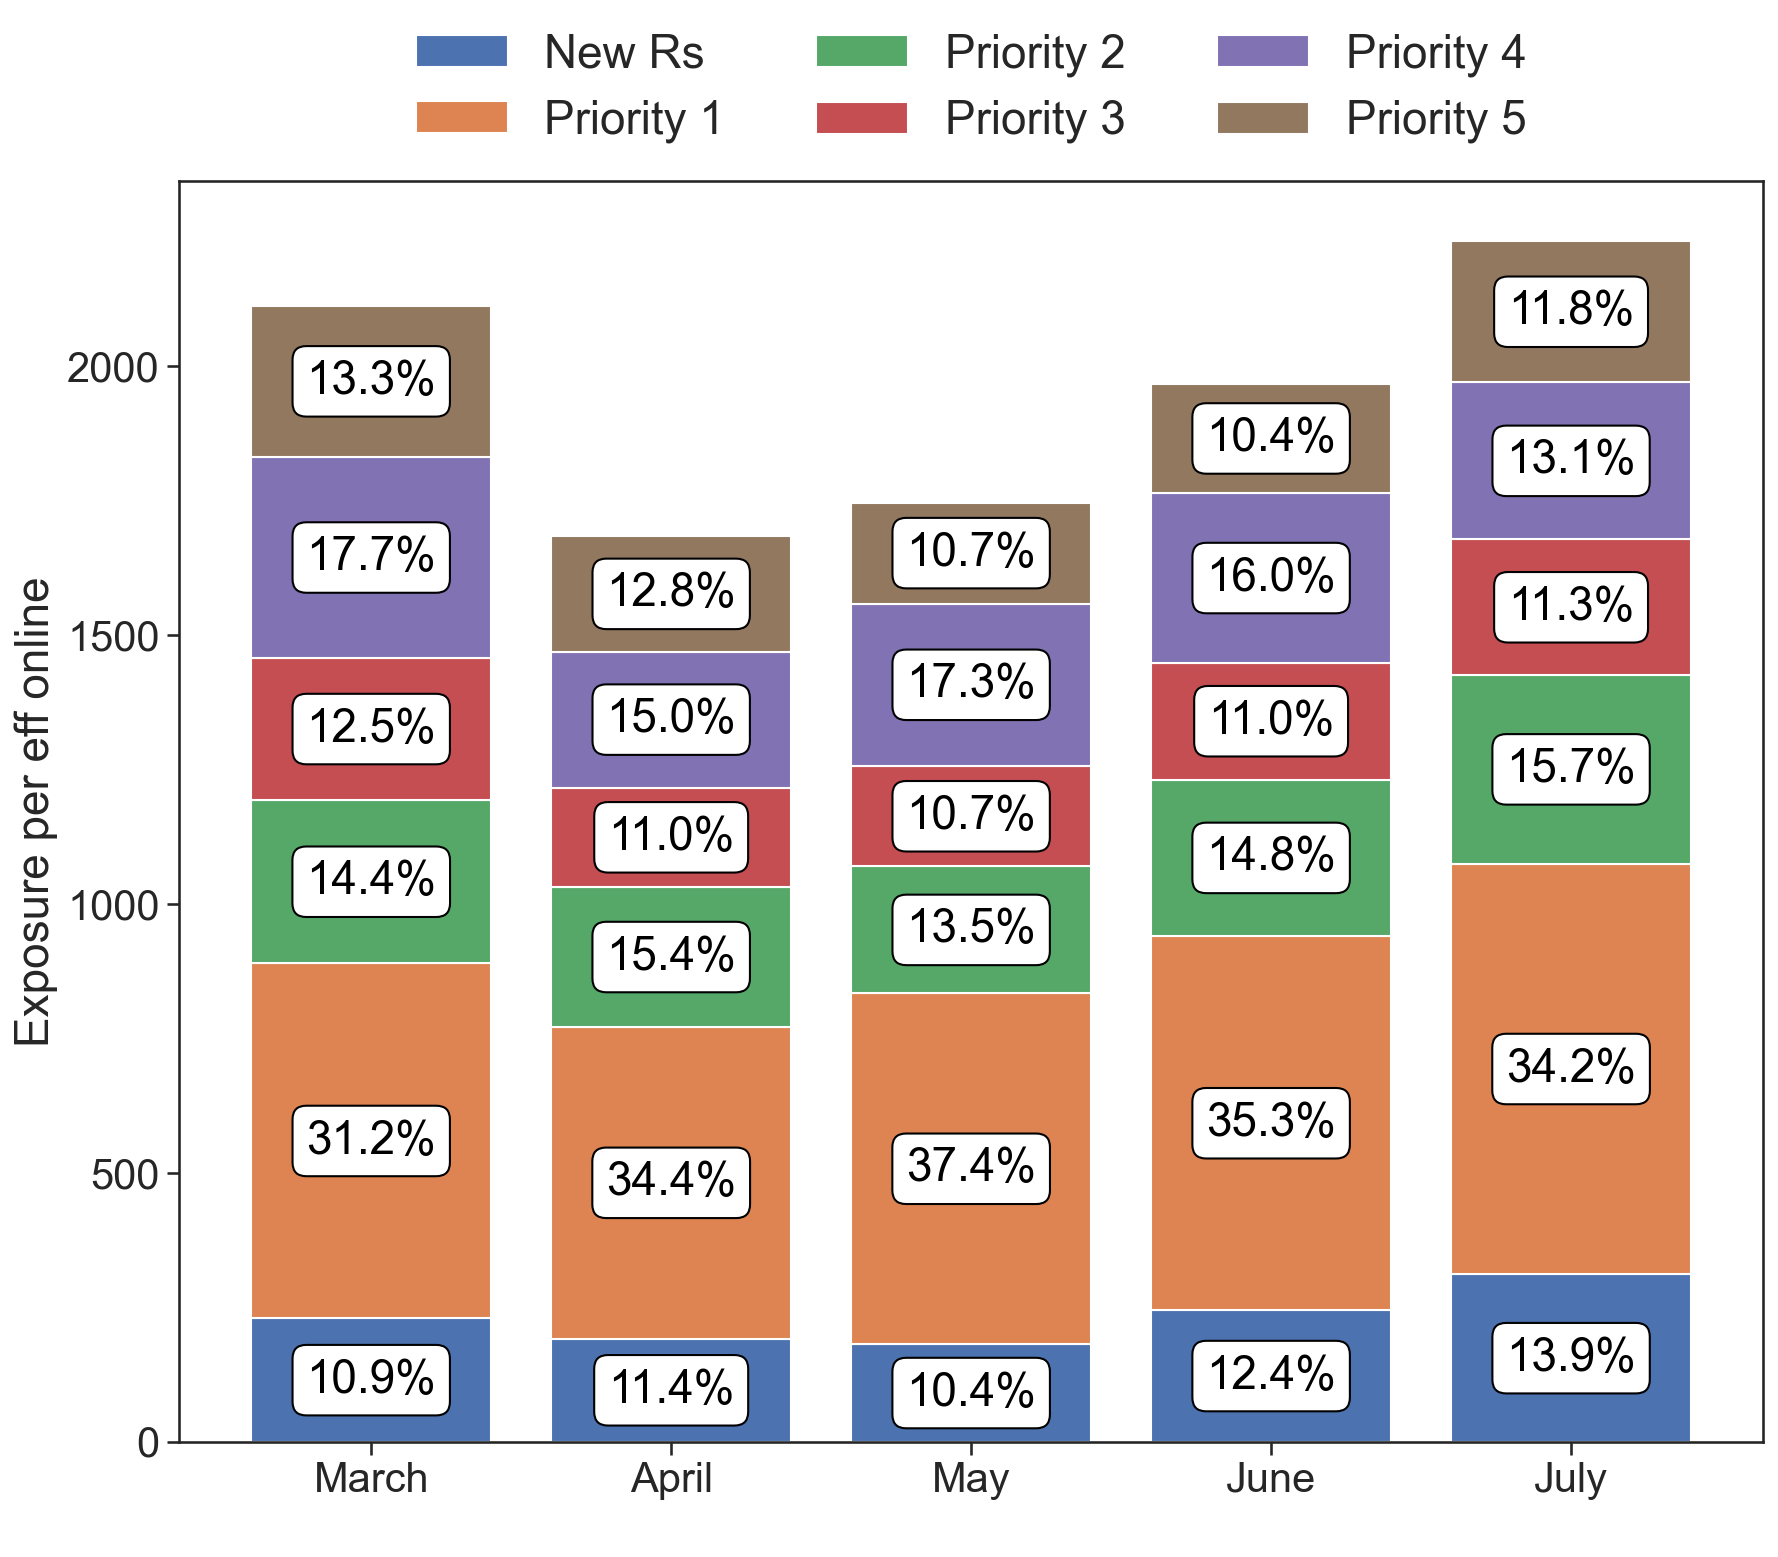 New Rs
Priority 1
Priority 2
Priority 3
Priority 4
Priority 5
Exposure per eff online
2000
1500
1000
500
0
13.3%
17.7%
12.5%
14.4%
31.2%
10.9%
12.8%
15.0%
11.0%
15.4%
34.4%
11.4%
10.7%
17.3%
10.7%
13.5%
37.4%
10.4%
10.4%
16.0%
11.0%
14.8%
35.3%
12.4%
11.8%
13.1%
11.3%
15.7%
34.2%
13.9%
March
April
May
June
July